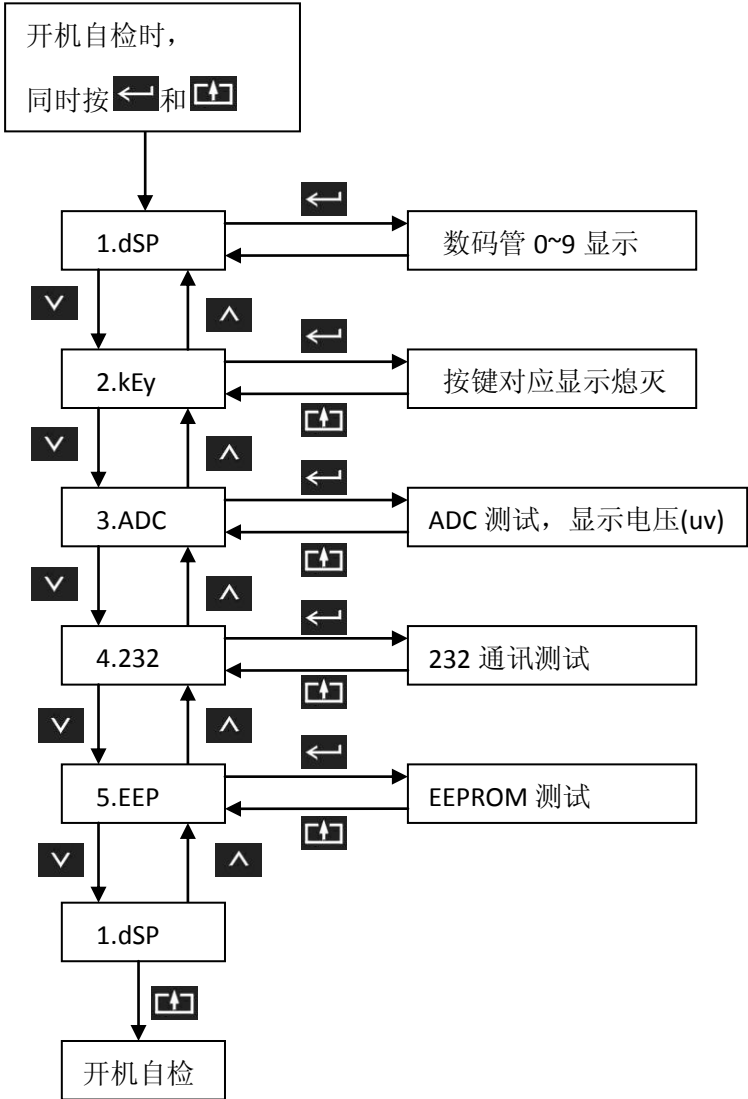 开机自检时，
同时按和
1.dSP
数码管 0~9 显示
2.kEy
按键对应显示熄灭
3.ADC
ADC 测试，显示电压(uv)
4.232
232 通讯测试
5.EEP
EEPROM 测试
1.dSP
开机自检